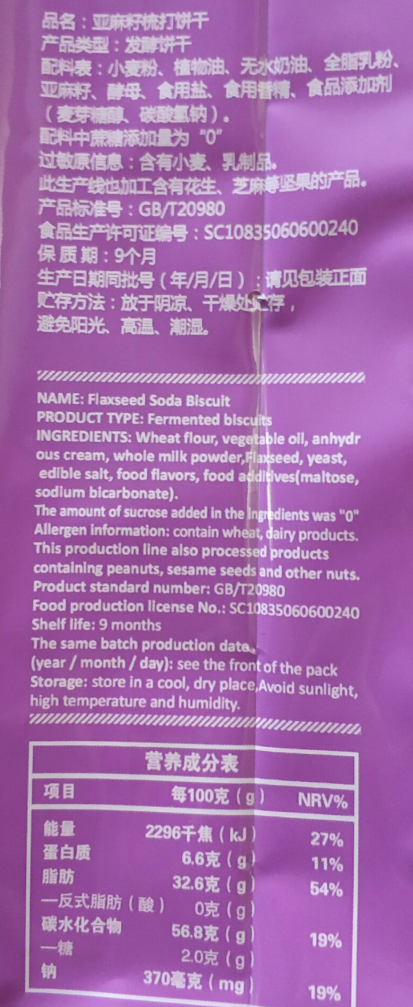 品名：亚麻籽梳打饼干
产品类型：发酵饼干
配料表：小麦粉、植物油、无水奶油、全脂乳粉、
亚麻籽、酵母、食用盐、食用香精、食品添加剂
（麦芽糖醇、碳酸氢钠）。
配料中蔗糖添加量为“0”
过敏原信息：含有小麦、乳制品。
此生产线也加工含有花生、芝麻等坚果的产品。
产品标准号：GB/T20980
食品生产许可证编号：SC10835060600240
保 质 期：9个月
生产日期同批号（年/月/日）：请见包装正面
贮存方法：放于阴凉、干燥处贮存，
避免阳光、高温、潮湿。
NAME: Flaxseed Soda Biscuit
PRODUCT TYPE: Fermented biscuits
INGREDIENTS: Wheat flour, vegetable oil, anhydr
ous cream, whole milk powder,Flaxseed, yeast,
edible salt, food flavors, food additives(maltose,
sodium bicarbonate).
The amount of sucrose added in the ingredients was "0"
Allergen information: contain wheat, dairy products.
This production line also processed products
containing peanuts, sesame seeds and other nuts.
Product standard number: GB/T20980
Food production license No.: SC10835060600240
Shelf life: 9 months
The same batch production date
(year / month / day): see the front of the pack
Storage: store in a cool, dry place,Avoid sunlight,
high temperature and humidity.
营养成分表
项目 每100克（g） NRV%
能量 2296千焦（kJ） 27%
蛋白质 6.6克（g） 11%
脂肪 32.6克（g） 54%
—反式脂肪（酸） 0克（g）
碳水化合物 56.8克（g） 19%
—糖 2.0克（g）
钠 370毫克（mg） 19%